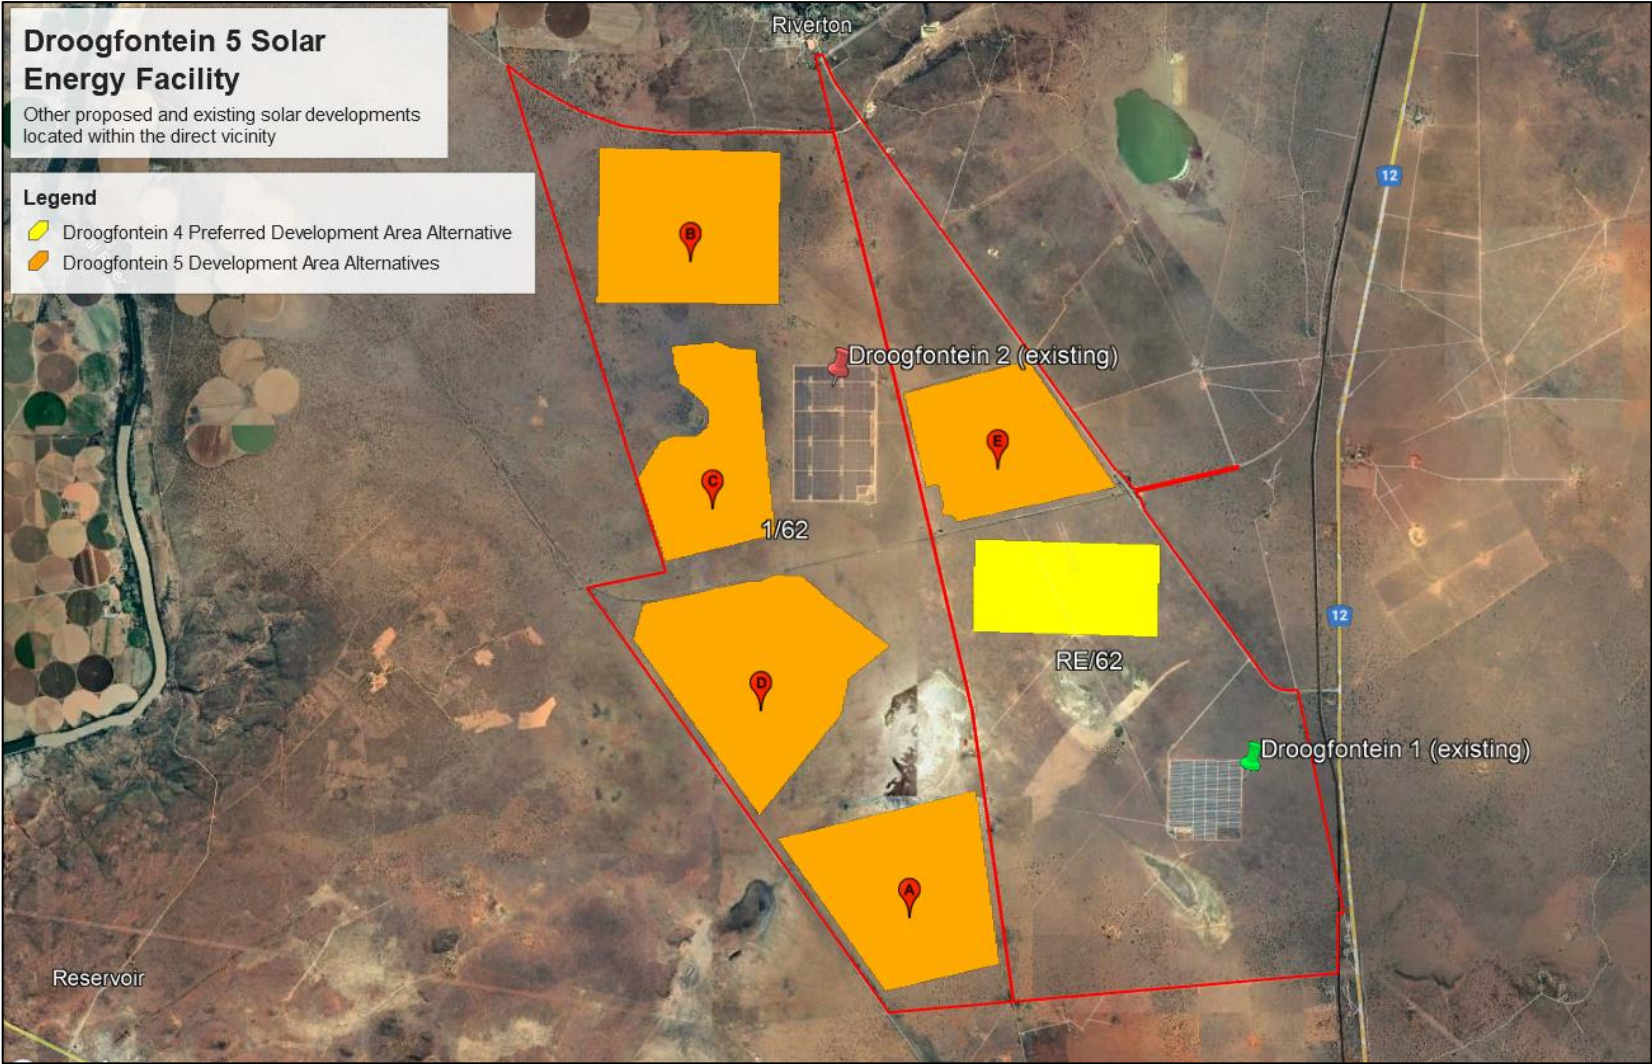 Droogfontein 5 Solar
Energy Facility
Other proposed and existing solar developments
located within the direct vicinity
Legend
Droogfontein 4 Preferred Development Area Alternative
Droogfontein 5 Development Area Alternatives
Riverton
12
B
Droogfontein 2 (existing)
E
C
1/62
12
RE/62
D
Droogfontein 1 (existing)
A
Reservoir